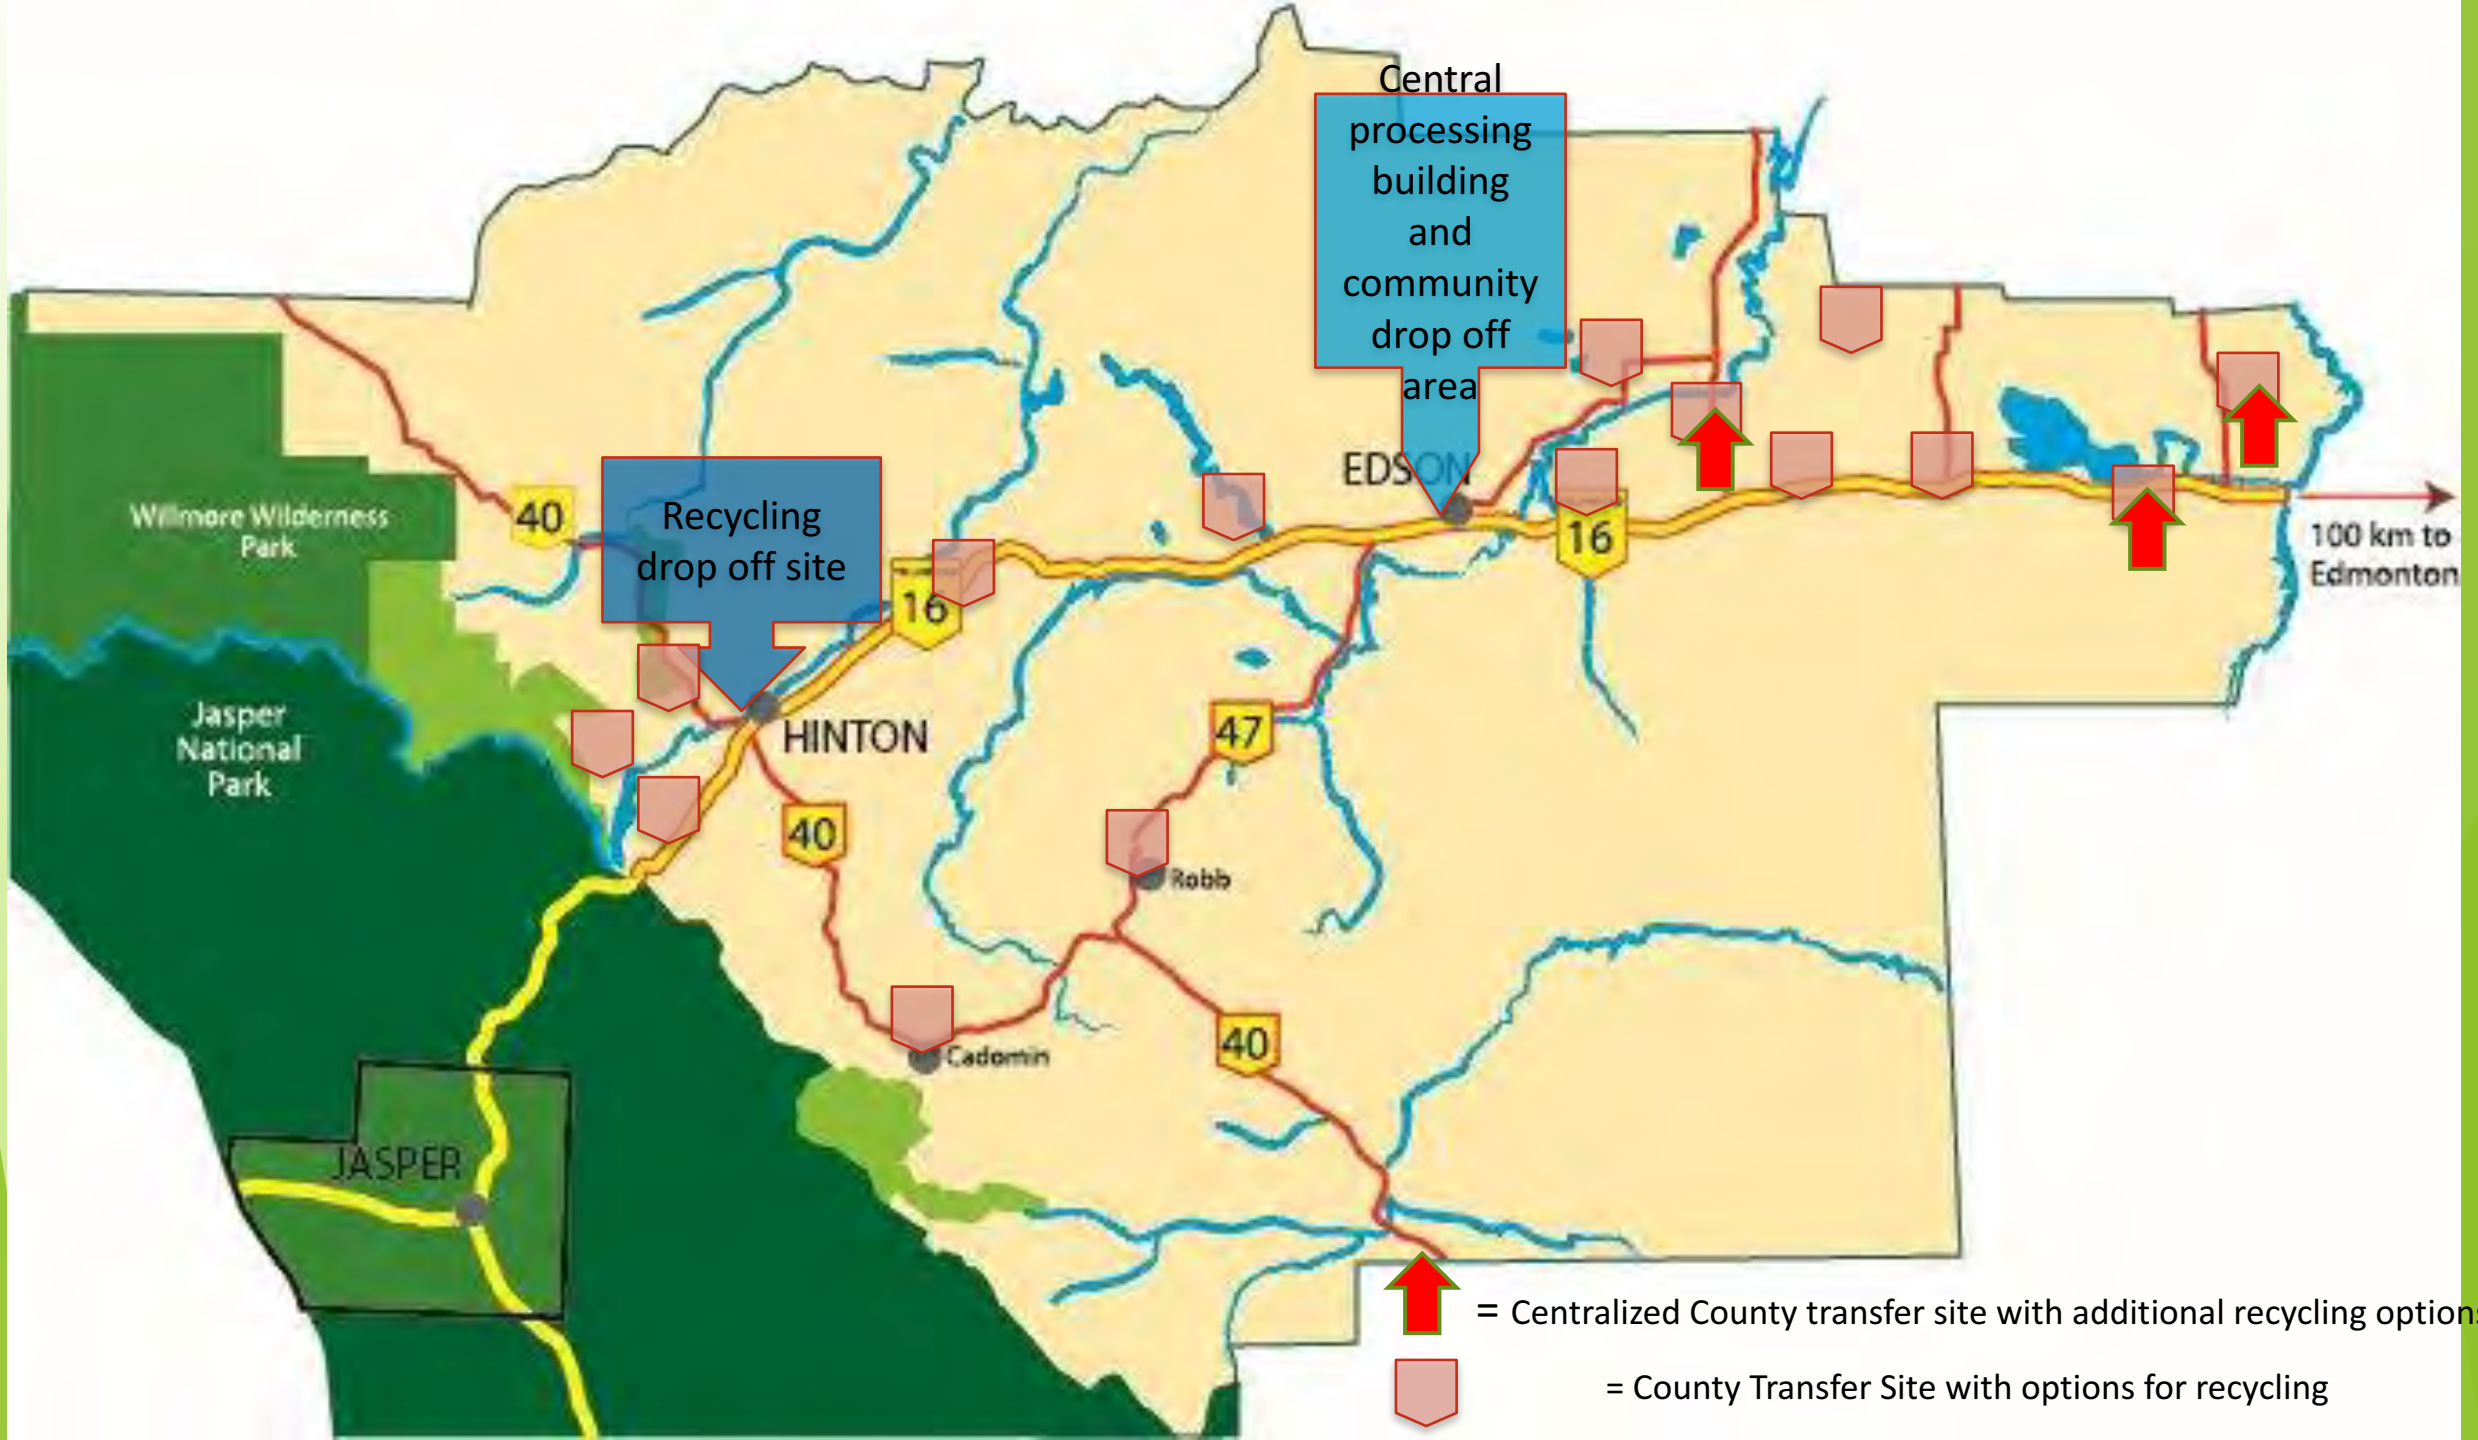 Central
processing
building
and
community
drop off
area
EDSON
Recycling
drop off site
40
Willmore Wilderness
Park
16
16
100 km to
Edmonton
Jasper
National
Park
HINTON
47
40
Robb
40
Cadomin
JASPER
= Centralized County transfer site with additional recycling options
= County Transfer Site with options for recycling